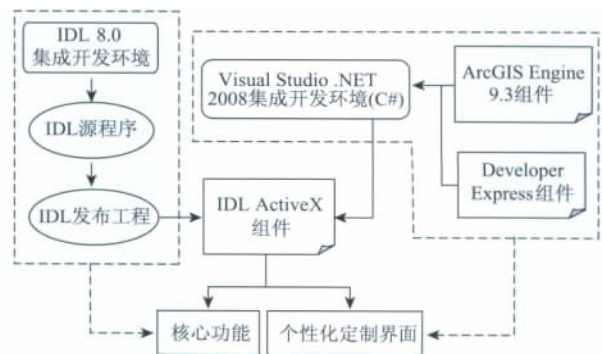 IDL 8.0
集成开发环境
IDL源程序
IDL发布工程
Visual Studio .NET
2008集成开发环境(C#)
ArcGIS Engine
9.3组件
Developer
Express组件
IDL ActiveX
组件
核心功能
个性化定制界面